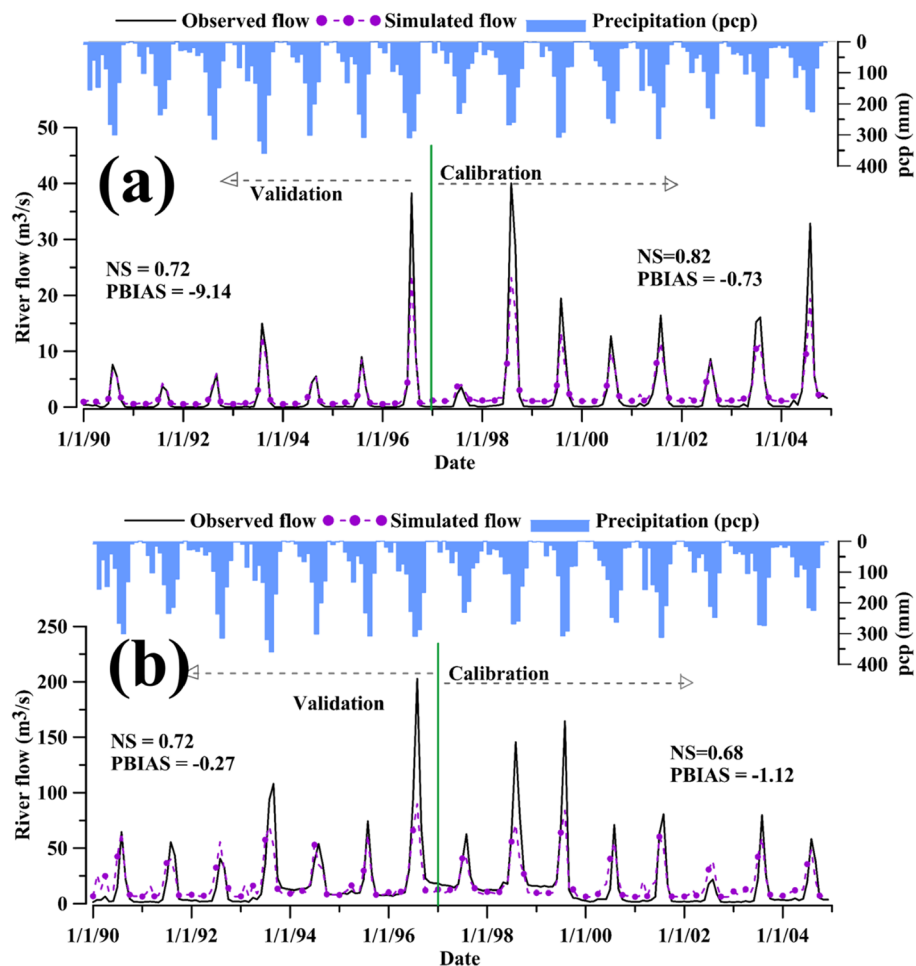 Observed flow Simulated flow Precipitation (pcp)
0
100
200
300
400
pcp (mm)
50
40
30
20
10
0
River flow (m3/s)
(a)
Validation
Calibration
NS = 0.72
PBIAS = -9.14
NS=0.82
PBIAS = -0.73
1/1/90 1/1/92 1/1/94 1/1/96 1/1/98 1/1/00 1/1/02 1/1/04
Date
Observed flow Simulated flow Precipitation (pcp)
0
100
200
300
400
pcp (mm)
250
200
150
100
50
0
River flow (m3/s)
(b)
Calibration
Validation
NS = 0.72
PBIAS = -0.27
NS=0.68
PBIAS = -1.12
1/1/90 1/1/92 1/1/94 1/1/96 1/1/98 1/1/00 1/1/02 1/1/04
Date